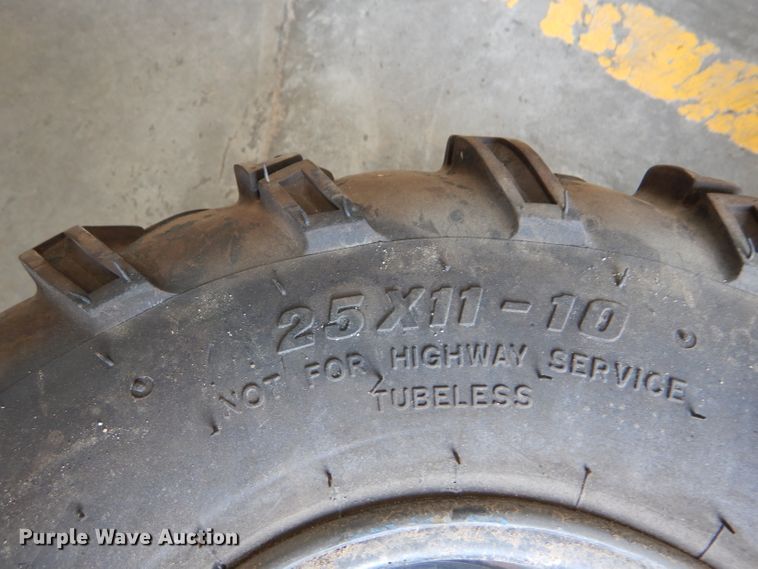 25X11-10
NOT FOR HIGHWAY SERVICE
TUBELESS
Purple Wave Auction